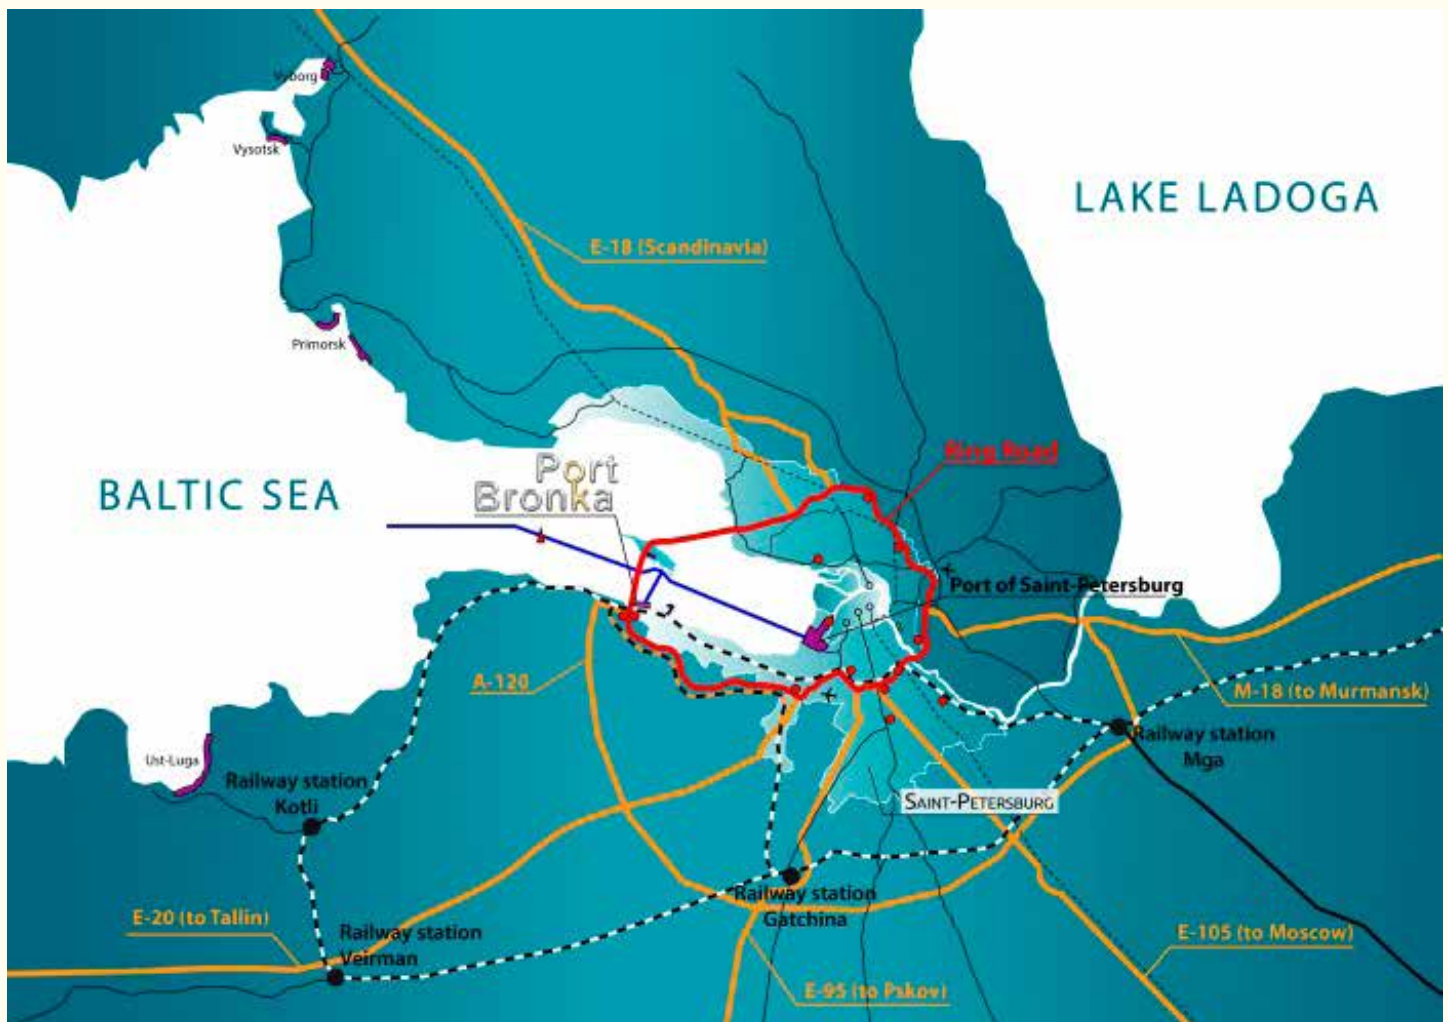 Vyborg
Vysotsk
LAKE LADOGA
E-18 (Scandinavia)
Primorsk
Ring Road
Port
Bronka
BALTIC SEA
Port of Saint-Petersburg
A-120
M-18 (to Murmansk)
Railway station
Mga
Ust-Luga
Railway station
Kotli
SAINT-PETERSBURG
Railway station
Gatchina
E-20 (to Tallin)
Railway station
Veirman
E-105 (to Moscow)
E-95 (to Pskov)